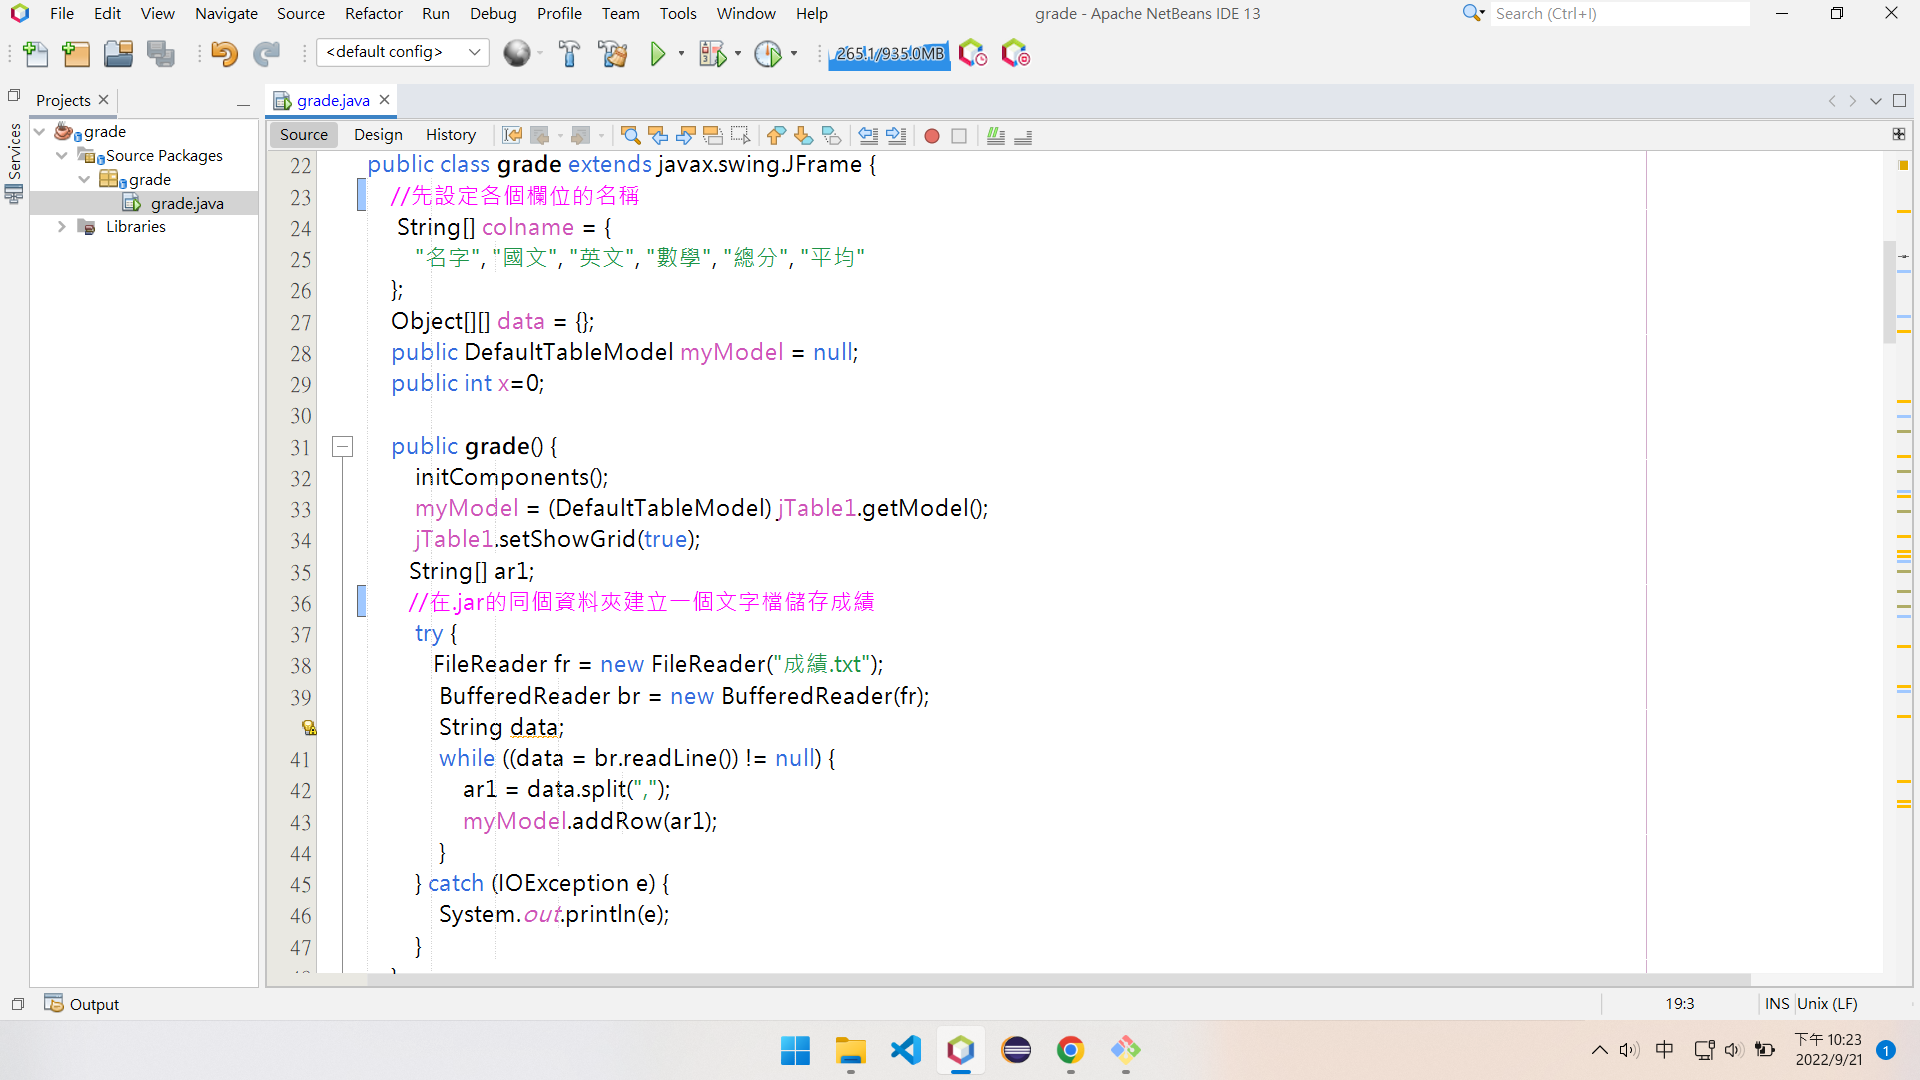 File Edit View Navigate Source Refactor Run Debug Profile Team Tools Window Help
grade - Apache NetBeans IDE 13
Search (Ctrl+I)
<default config>
265.1/935.0MB
Services
Projects
grade
Source Packages
grade
grade.java
Libraries
grade.java
Source Design History
22 public class grade extends javax.swing.JFrame {
23 //先設定各個欄位的名稱
24 String[] colname = {
25 "名字", "國文", "英文", "數學", "總分", "平均"
26 };
27 Object[][] data = {};
28 public DefaultTableModel myModel = null;
29 public int x=0;
30
31 public grade() {
32 initComponents();
33 myModel = (DefaultTableModel) jTable1.getModel();
34 jTable1.setShowGrid(true);
35 String[] ar1;
36 //在.jar的同個資料夾建立一個文字檔儲存成績
37 try {
38 FileReader fr = new FileReader("成績.txt");
39 BufferedReader br = new BufferedReader(fr);
String data;
41 while ((data = br.readLine()) != null) {
42 ar1 = data.split(",");
43 myModel.addRow(ar1);
44 }
45 } catch (IOException e) {
46 System.out.println(e);
47 }
Output
19:3 INS Unix (LF)
中
下午 10:23
2022/9/21
1